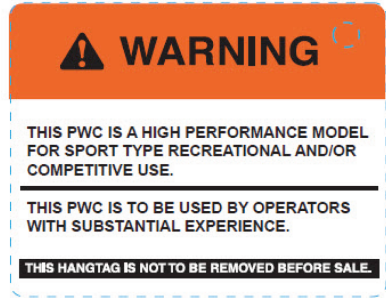 WARNING
THIS PWC IS A HIGH PERFORMANCE MODEL
FOR SPORT TYPE RECREATIONAL AND/OR
COMPETITIVE USE.
THIS PWC IS TO BE USED BY OPERATORS
WITH SUBSTANTIAL EXPERIENCE.
THIS HANGTAG IS NOT TO BE REMOVED BEFORE SALE.